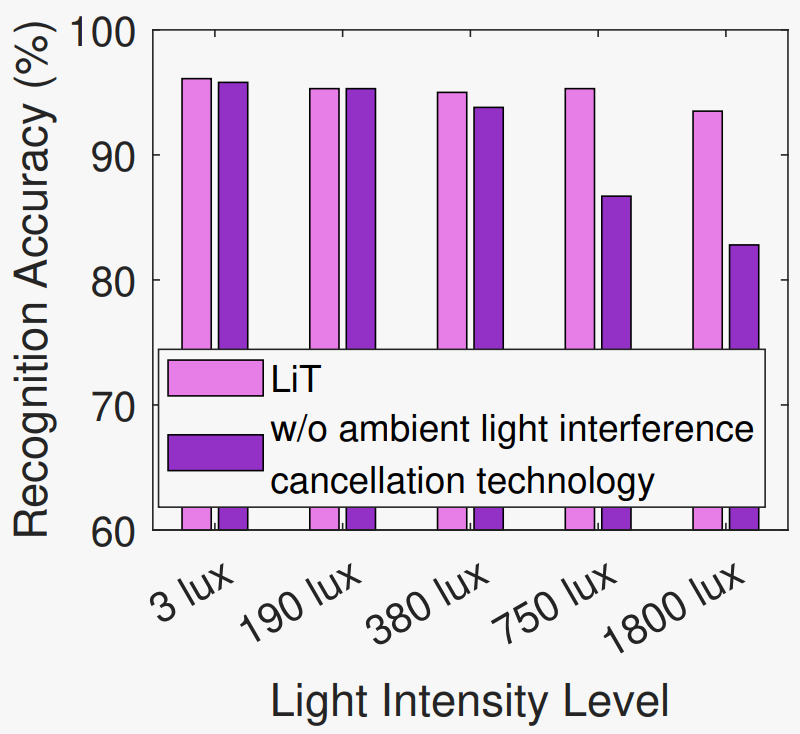 Recognition Accuracy (%)
100
90
80
70
60
LiT
w/o ambient light interference
cancellation technology
3 lux
190 lux
380 lux
750 lux
1800 lux
Light Intensity Level